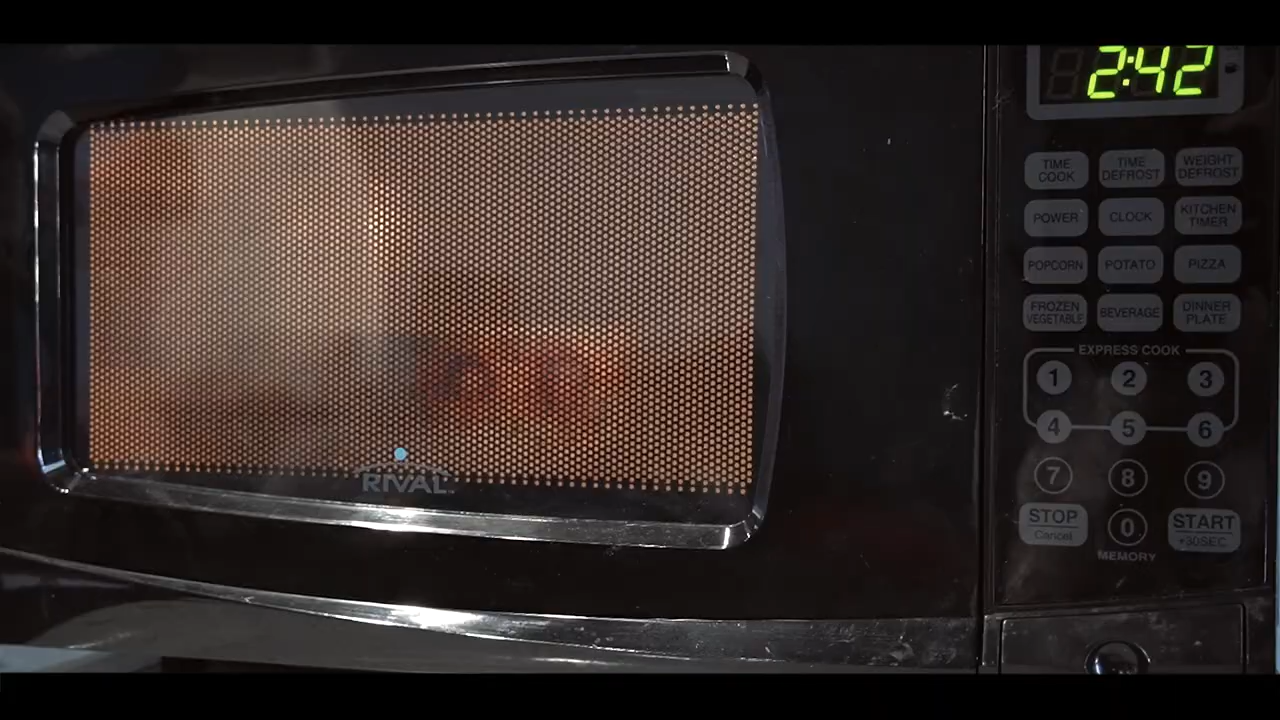 2:42
TIME
COOK
TIME
DEFROST
WEIGHT
DEFROST
POWER
CLOCK
KITCHEN
TIMER
POPCORN
POTATO
PIZZA
FROZEN
VEGETABLE
BEVERAGE
DINNER
PLATE
EXPRESS COOK
1 2 3
4 5 6
7 8 9
STOP
Cancel
0
MEMORY
START
+30SEC
RIVAL